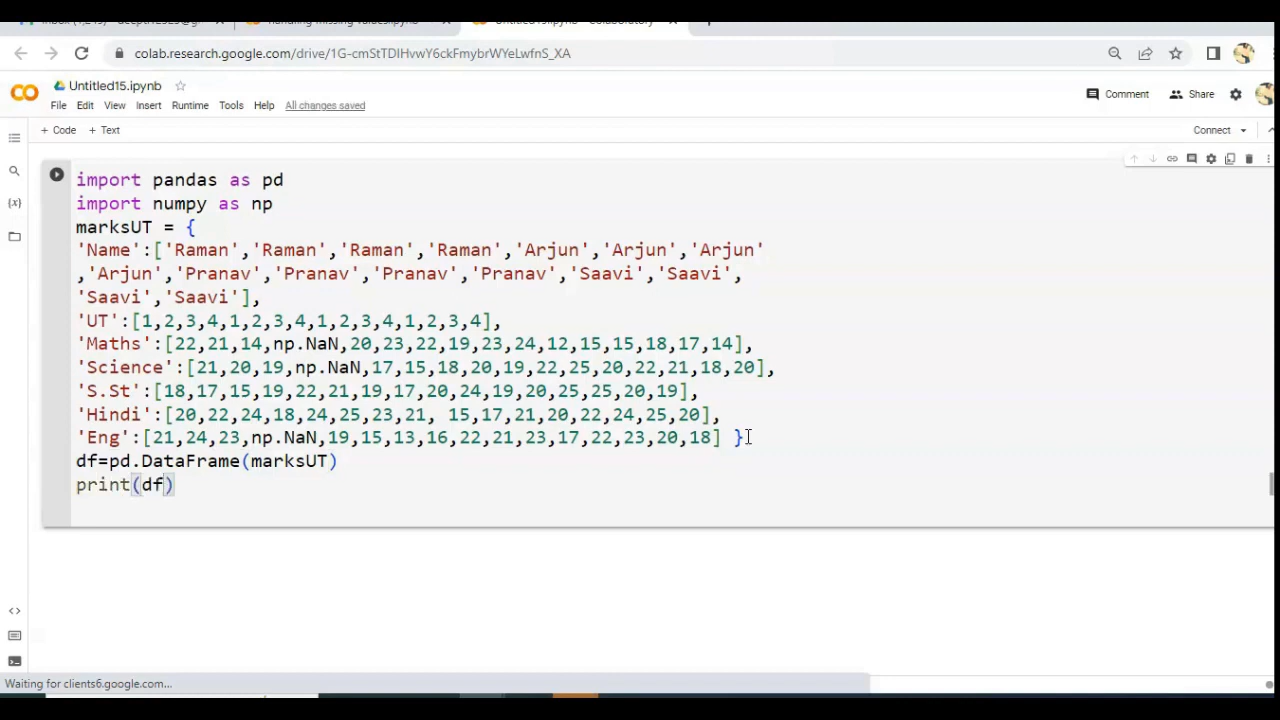 colab.research.google.com/drive/1G-cmStTDIHvwY6ckFmybrWYeLwfnS_XA
Untitled15.ipynb
File Edit View Insert Runtime Tools Help All changes saved
Comment Share
+ Code + Text
Connect
import pandas as pd
import numpy as np
marksUT = {
'Name':['Raman','Raman','Raman','Raman','Arjun','Arjun','Arjun'
,'Arjun','Pranav','Pranav','Pranav','Pranav','Saavi','Saavi',
'Saavi','Saavi'],
'UT':[1,2,3,4,1,2,3,4,1,2,3,4,1,2,3,4],
'Maths':[22,21,14,np.NaN,20,23,22,19,23,24,12,15,15,18,17,14],
'Science':[21,20,19,np.NaN,17,15,18,20,19,22,25,20,22,21,18,20],
'S.St':[18,17,15,19,22,21,19,17,20,24,19,20,25,25,20,19],
'Hindi':[20,22,24,18,24,25,23,21, 15,17,21,20,22,24,25,20],
'Eng':[21,24,23,np.NaN,19,15,13,16,22,21,23,17,22,23,20,18] }
df=pd.DataFrame(marksUT)
print(df)
Waiting for clients6.google.com...